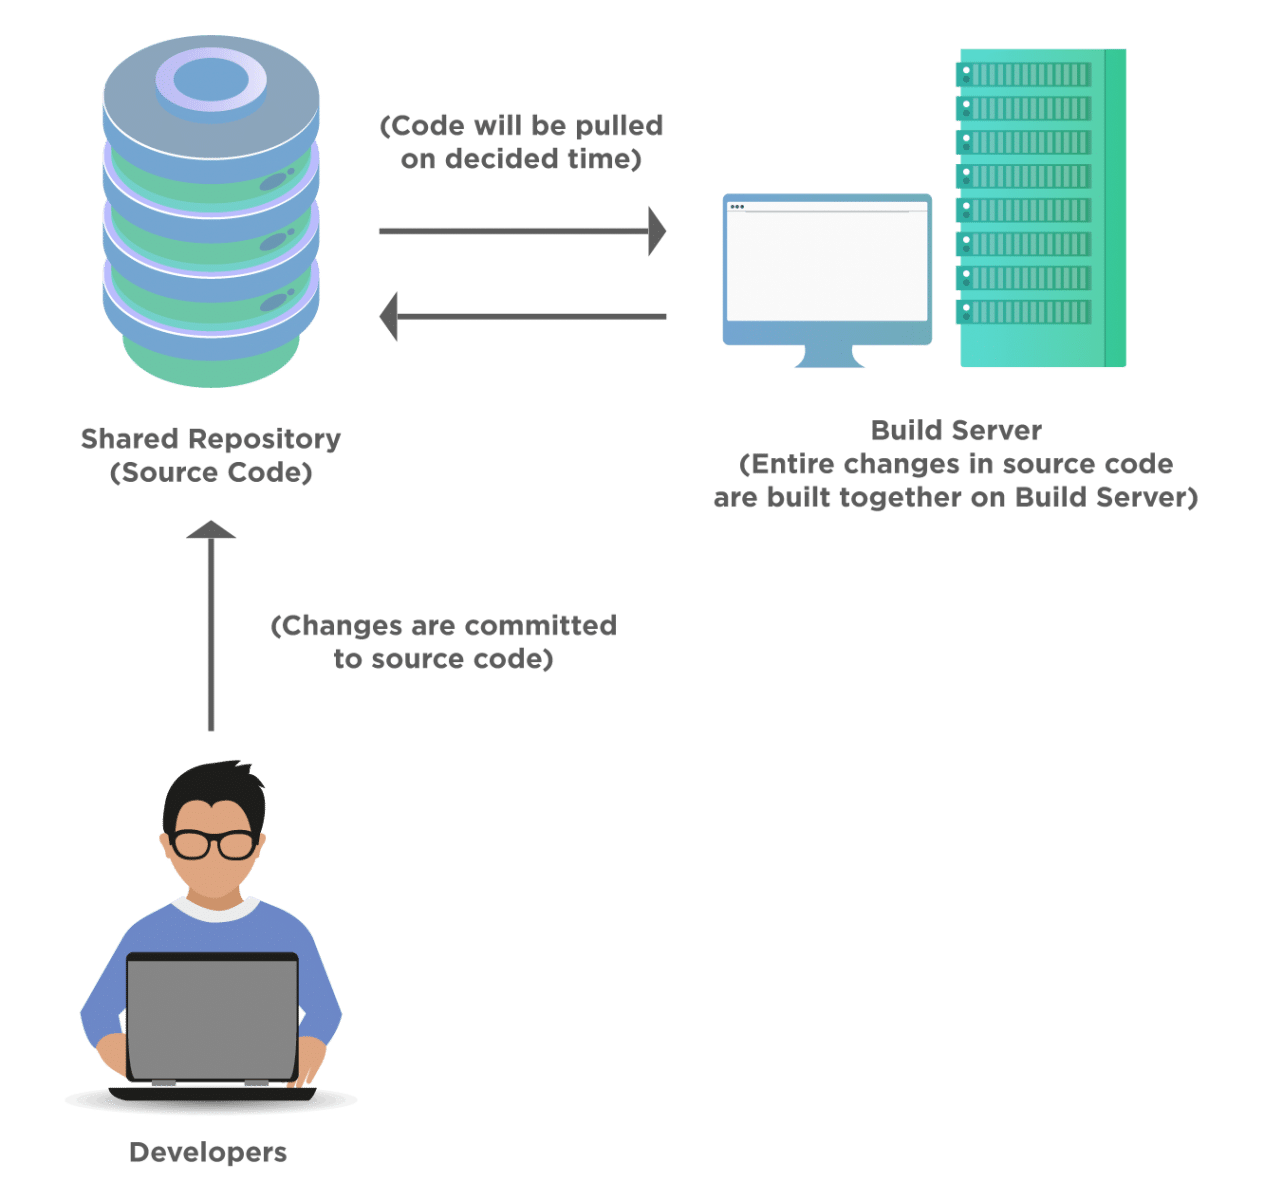 (Code will be pulled
on decided time)
Shared Repository
(Source Code)
Build Server
(Entire changes in source code
are built together on Build Server)
(Changes are committed
to source code)
Developers